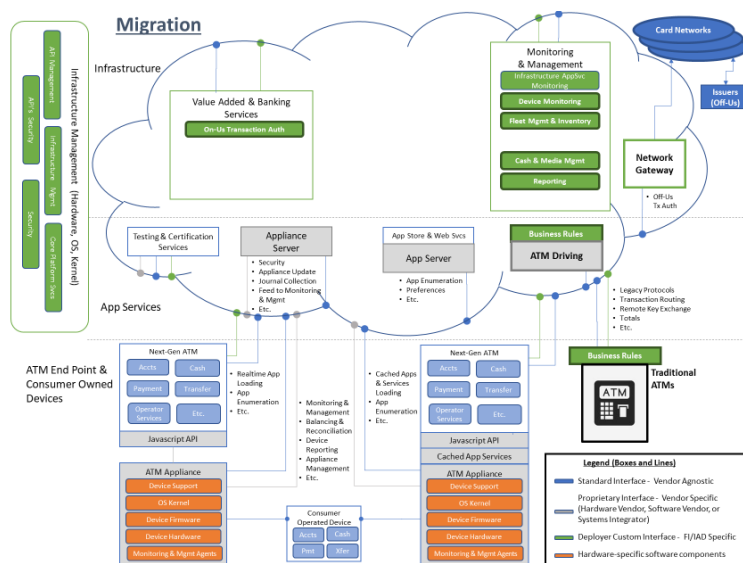 Migration
Infrastructure
Infrastructure Management (Hardware, OS, Kernel)
API Management
API's Security
Infrastructure Mgmt
Security
Core Platform Svcs
Value Added & Banking
Services
On-Us Transaction Auth
Monitoring
& Management
Infrastructure AppSvc
Monitoring
Device Monitoring
Fleet Mgmt & Inventory
Cash & Media Mgmt
Reporting
Card Networks
Issuers
(Off-Us)
Network
Gateway
• Off-Us
Tx Auth
Testing & Certification
Services
Appliance
Server
• Security
• Appliance Update
• Journal Collection
• Feed to Monitoring
& Mgmt
• Etc.
App Store & Web Svcs
App Server
• App Enumeration
• Preferences
• Etc.
Business Rules
ATM Driving
• Legacy Protocols
• Transaction Routing
• Remote Key Exchange
• Totals
• Etc.
App Services
ATM End Point &
Consumer Owned
Devices
Next-Gen ATM
Accts
Cash
Payment
Transfer
Operator
Services
Etc.
Javascript API
ATM Appliance
Device Support
OS Kernel
Device Firmware
Device Hardware
Monitoring & Mgmt Agents
• Realtime App
Loading
• App
Enumeration
• Etc.
• Monitoring &
Management
• Balancing &
Reconciliation
• Device
Reporting
• Appliance
Management
• Etc.
• Cached Apps
& Services
Loading
• App
Enumeration
• Etc.
Consumer
Operated Device
Accts
Cash
Pmt
Xfer
Next-Gen ATM
Accts
Cash
Payment
Transfer
Operator
Services
Etc.
Javascript API
Cached App Services
ATM Appliance
Device Support
OS Kernel
Device Firmware
Device Hardware
Monitoring & Mgmt Agents
Business Rules
Traditional
ATMs
ATM
Legend (Boxes and Lines)
Standard Interface - Vendor Agnostic
Proprietary Interface - Vendor Specific
(Hardware Vendor, Software Vendor, or
Systems Integrator)
Deployer Custom Interface - FI/IAD Specific
Hardware-specific software components